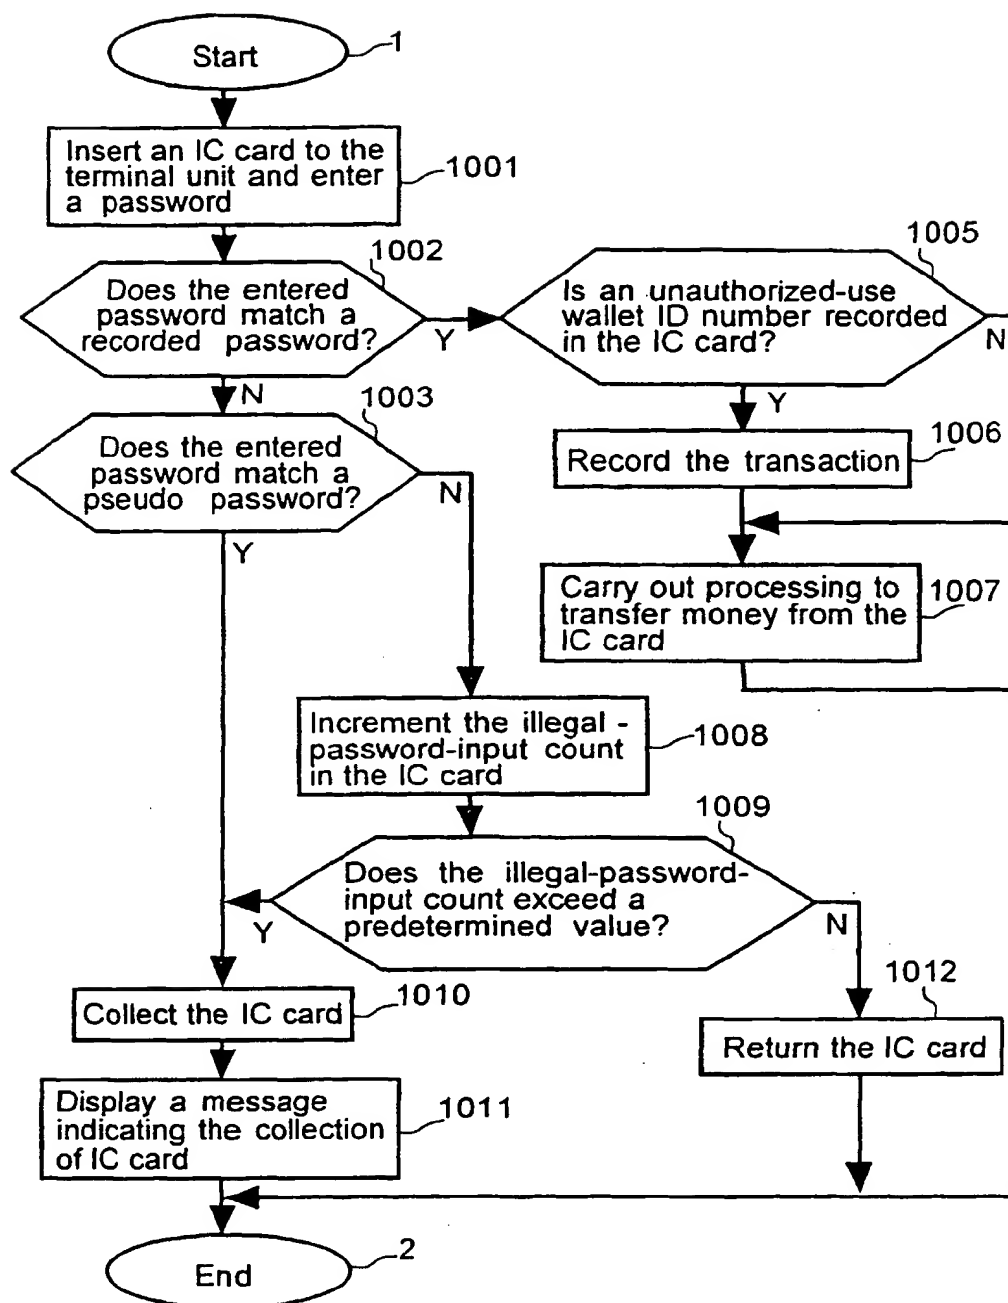 Start
1
Insert an IC card to the
terminal unit and enter
a password
1001
Does the entered
password match a
recorded password?
1002
Y
N
Is an unauthorized-use
wallet ID number recorded
in the IC card?
1005
N
Y
Does the entered
password match a
pseudo password?
1003
N
Y
Record the transaction
1006
Carry out processing to
transfer money from the
IC card
1007
Increment the illegal -
password-input count
in the IC card
1008
Does the illegal-password-
input count exceed a
predetermined value?
1009
Y
N
Collect the IC card
1010
Return the IC card
1012
Display a message
indicating the collection
of IC card
1011
End
2